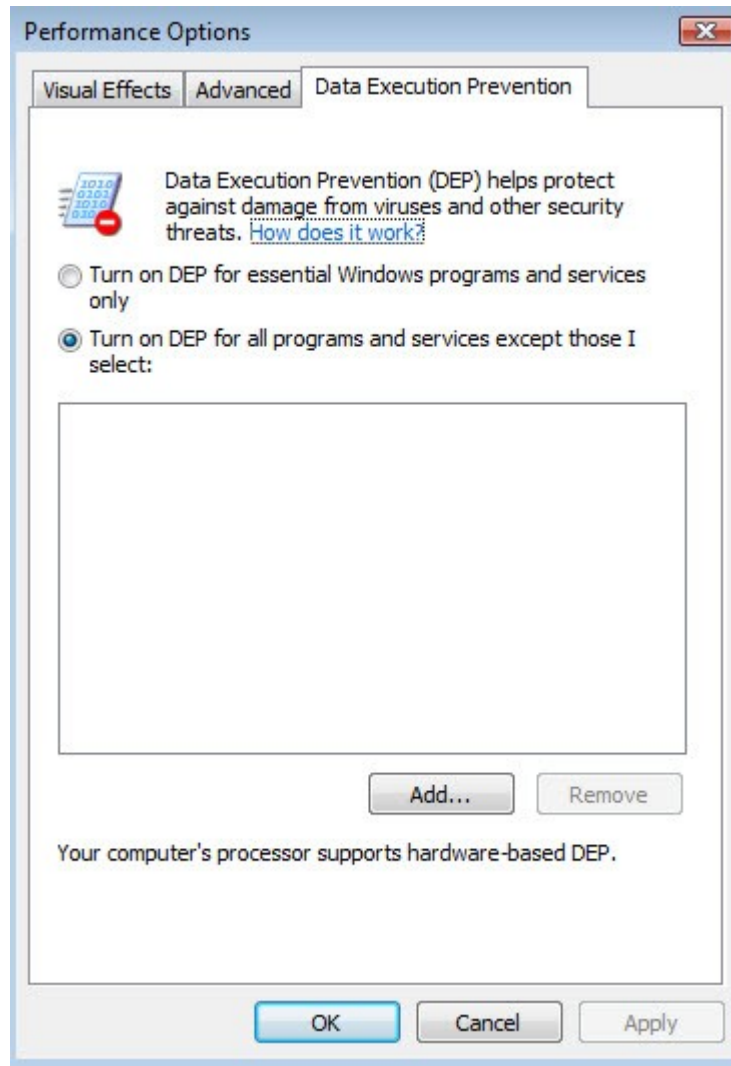 Performance Options
Visual Effects
Advanced
Data Execution Prevention
Data Execution Prevention (DEP) helps protect
against damage from viruses and other security
threats. How does it work?
Turn on DEP for essential Windows programs and services
only
Turn on DEP for all programs and services except those I
select:
Add...
Remove
Your computer's processor supports hardware-based DEP.
OK
Cancel
Apply